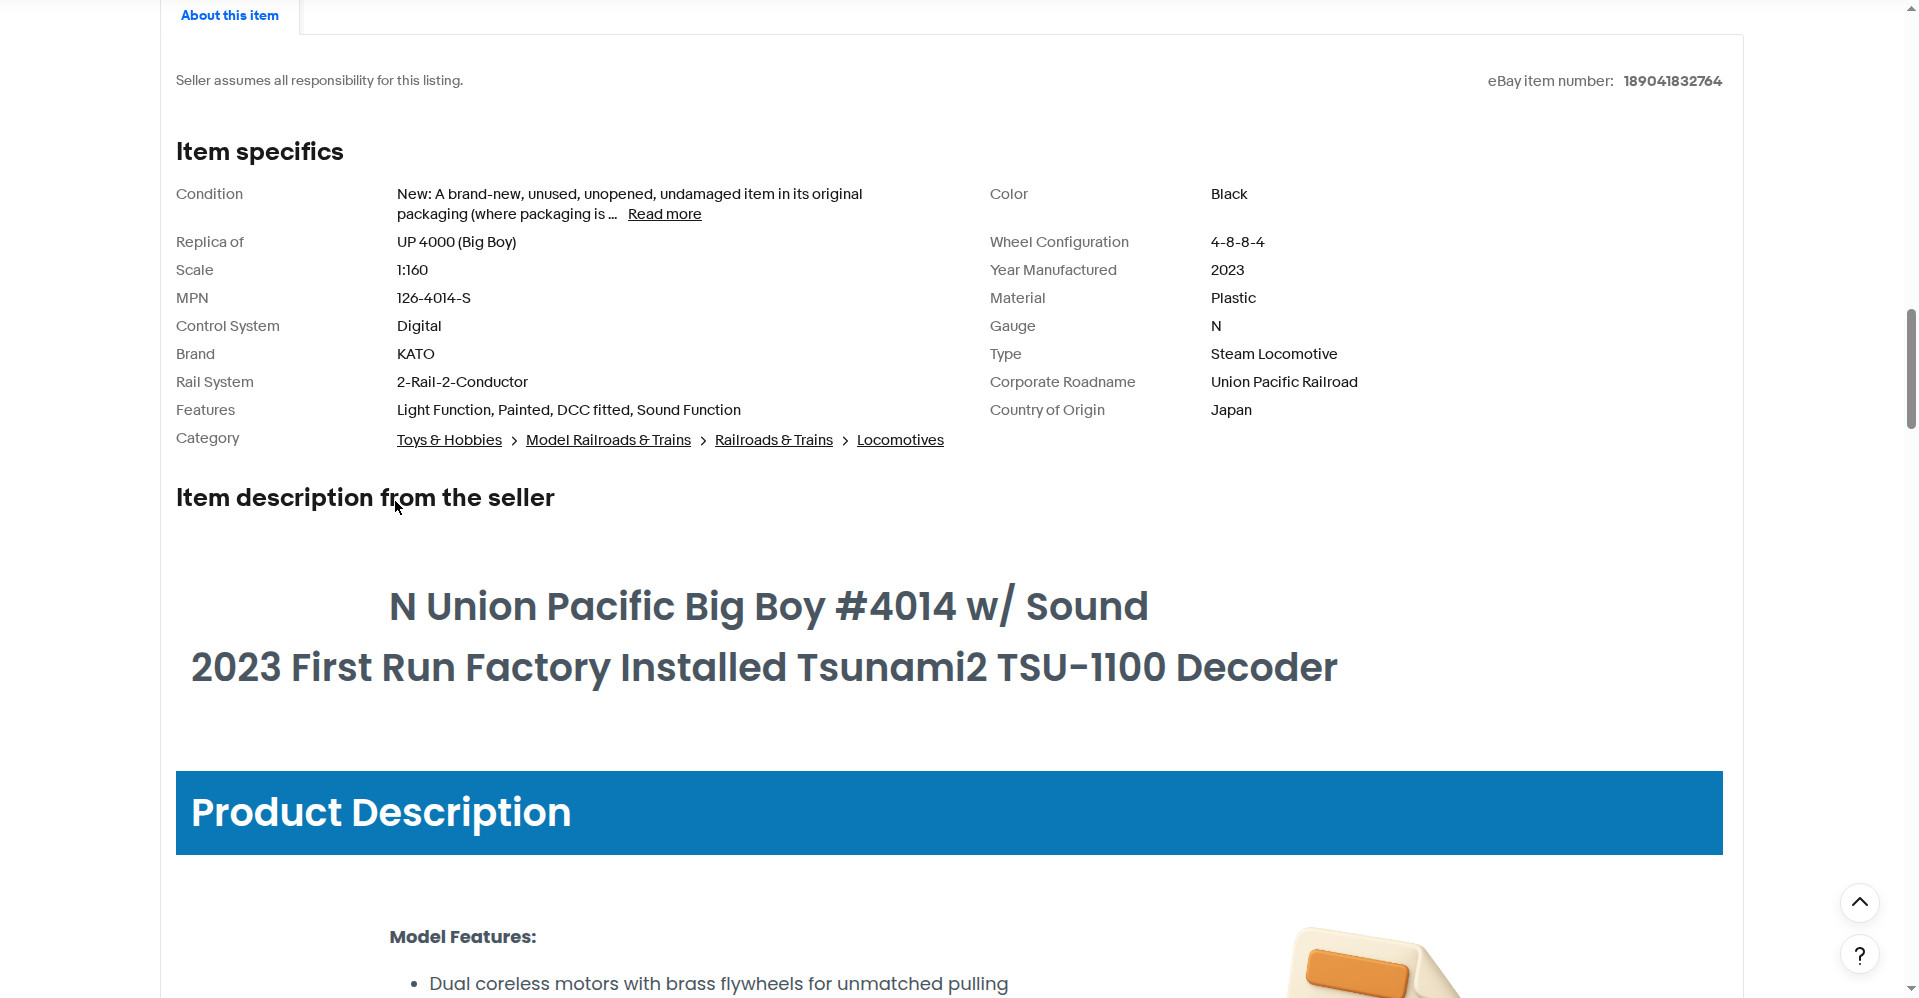 About this item
Seller assumes all responsibility for this listing.
eBay item number: 189041832764
Item specifics
Condition
New: A brand-new, unused, unopened, undamaged item in its original
packaging (where packaging is ... Read more
Color
Black
Replica of
UP 4000 (Big Boy)
Wheel Configuration
4-8-8-4
Scale
1:160
Year Manufactured
2023
MPN
126-4014-S
Material
Plastic
Control System
Digital
Gauge
N
Brand
KATO
Type
Steam Locomotive
Rail System
2-Rail-2-Conductor
Corporate Roadname
Union Pacific Railroad
Features
Light Function, Painted, DCC fitted, Sound Function
Country of Origin
Japan
Category
Toys & Hobbies > Model Railroads & Trains > Railroads & Trains > Locomotives
Item description from the seller
N Union Pacific Big Boy #4014 w/ Sound
2023 First Run Factory Installed Tsunami2 TSU-1100 Decoder
Product Description
Model Features:
• Dual coreless motors with brass flywheels for unmatched pulling
?